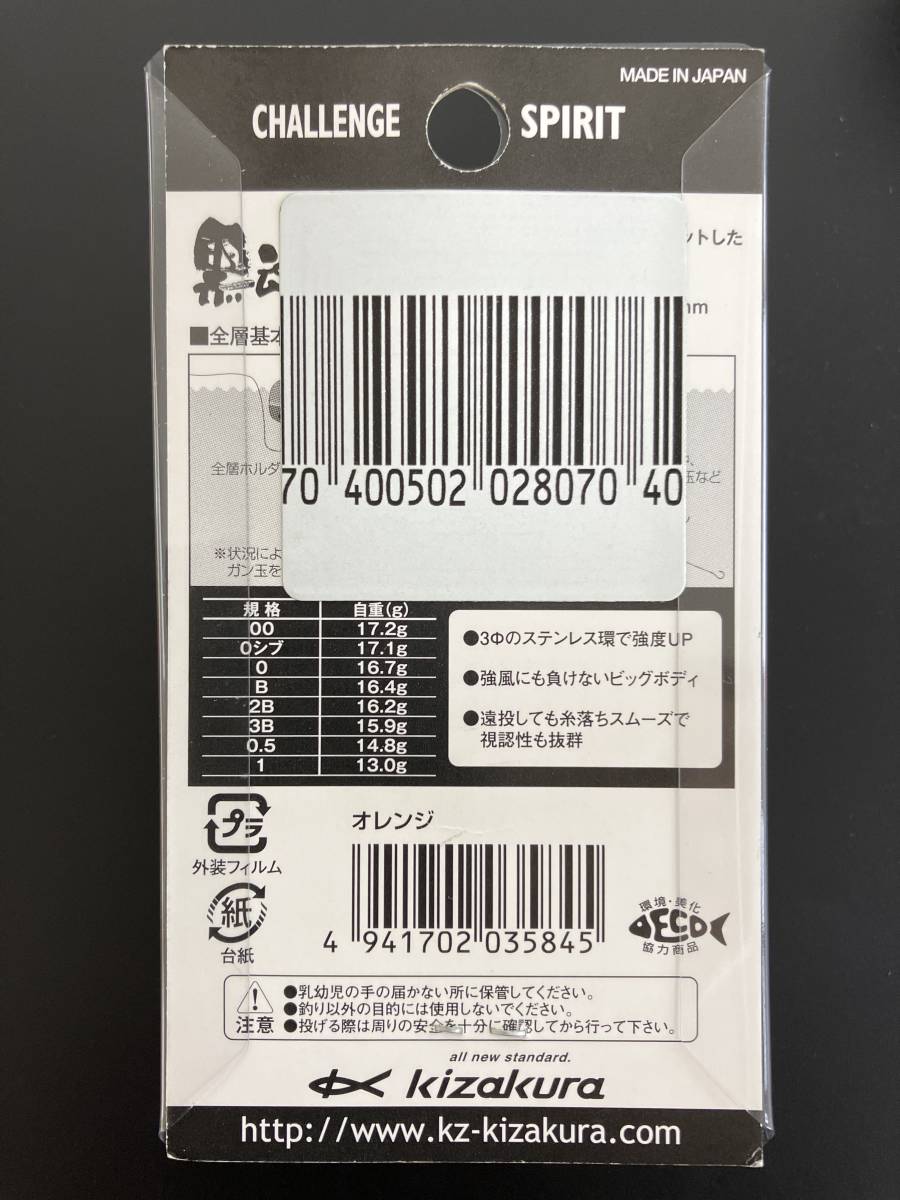 MADE IN JAPAN
CHALLENGE SPIRIT
黒
ットした
mm
■全層基本
全層ホルダ
玉など
※状況によ
ガン玉を
70 400502 028070 40
規格 自重(g)
00 17.2g
0シブ 17.1g
0 16.7g
B 16.4g
2B 16.2g
3B 15.9g
0.5 14.8g
1 13.0g
●3Φのステンレス環で強度UP
●強風にも負けないビッグボディ
●遠投しても糸落ちスムーズで
視認性も抜群
プラ
外装フィルム
紙
台紙
オレンジ
4 941702 035845
環境・美化
DECO
協力商品
注意
●乳幼児の手の届かない所に保管してください。
●釣り以外の目的には使用しないでください。
●投げる際は周りの安全を十分に確認してから行って下さい。
all new standard.
kizakura
http://www.kz-kizakura.com